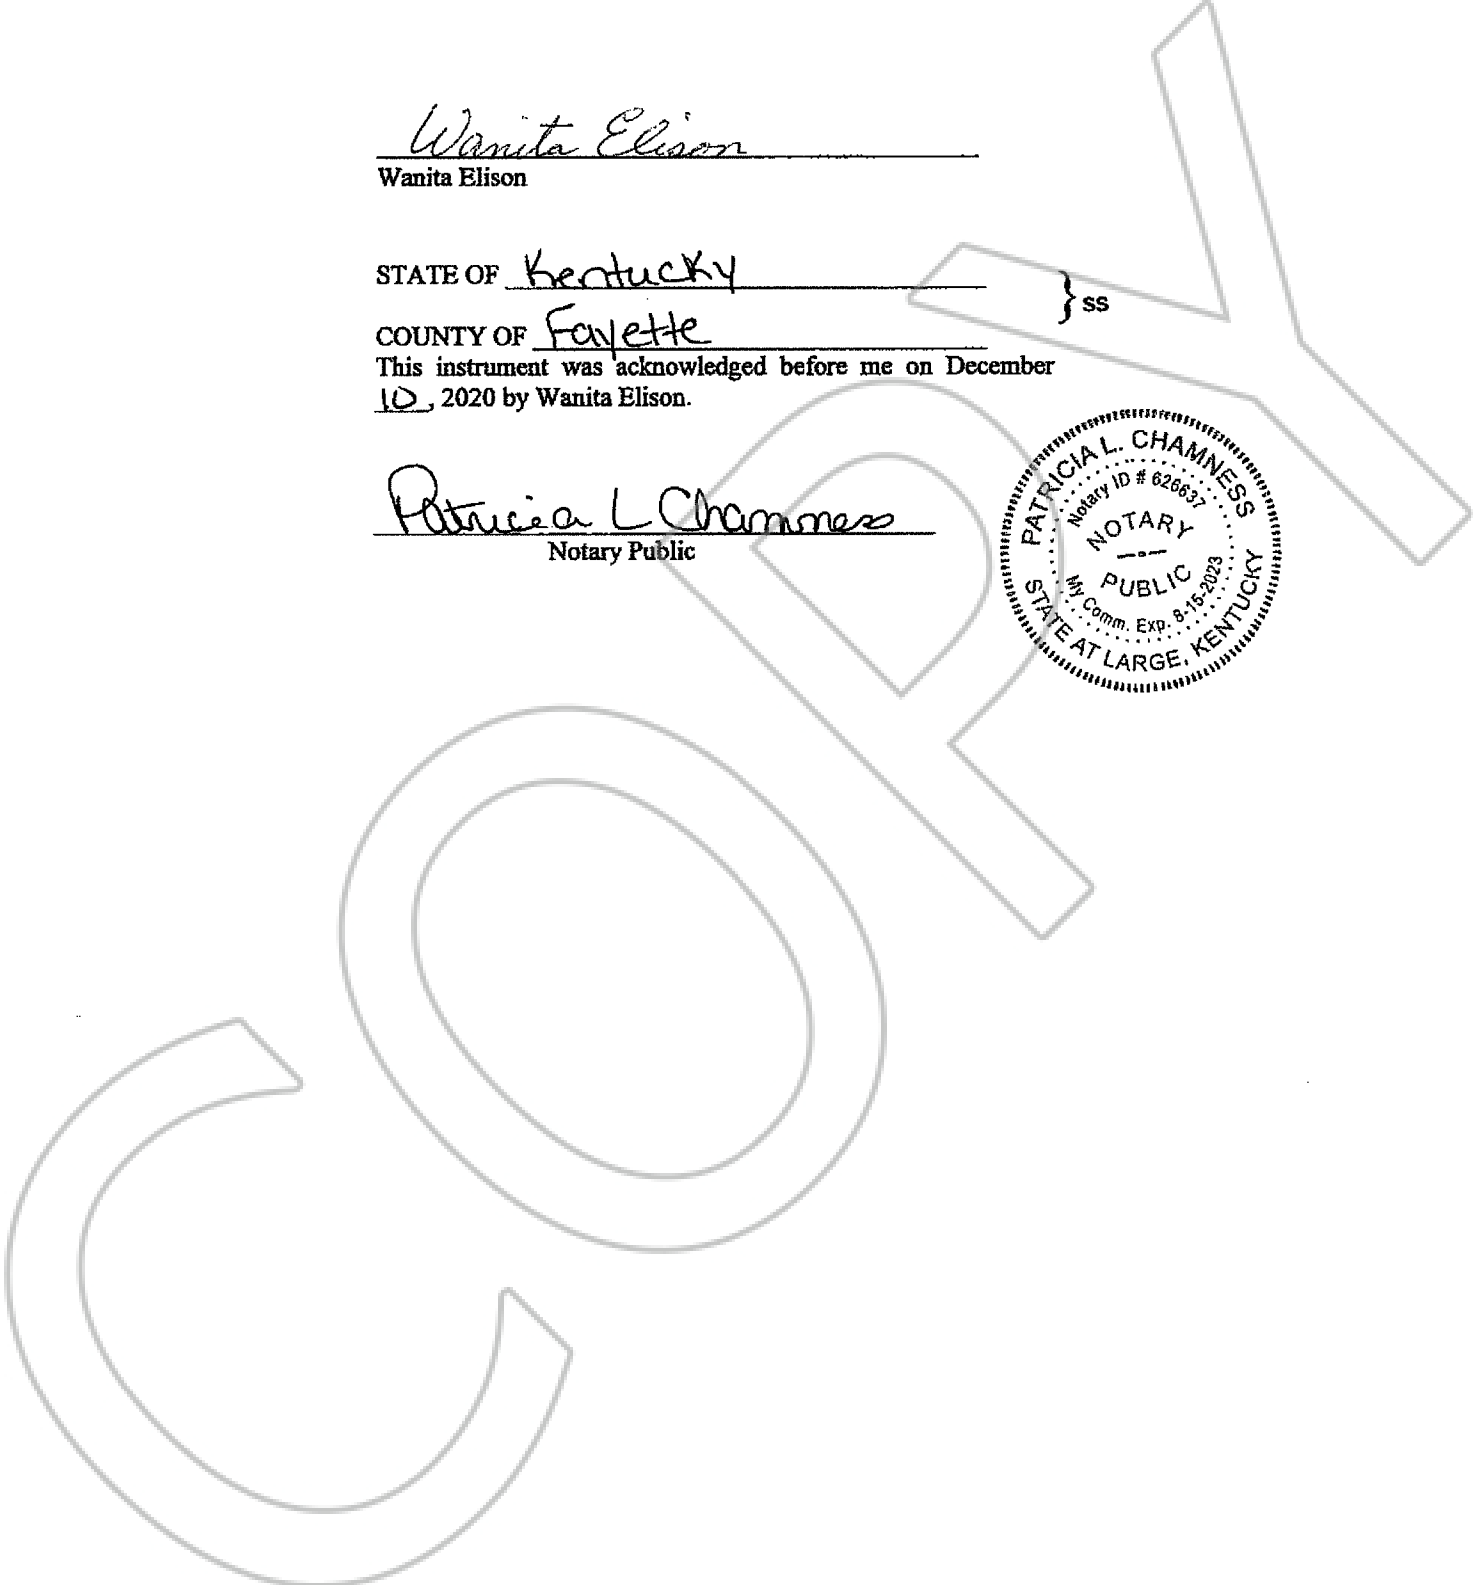 Wanita Elison
Wanita Elison
STATE OF Kentucky
} ss
COUNTY OF Fayette
This instrument was acknowledged before me on December
10, 2020 by Wanita Elison.
Patricia L Chamness
Notary Public
PATRICIA L. CHAMNESS
Notary ID # 626637
NOTARY
PUBLIC
My Comm. Exp. 8-15-2023
STATE AT LARGE, KENTUCKY
COPY